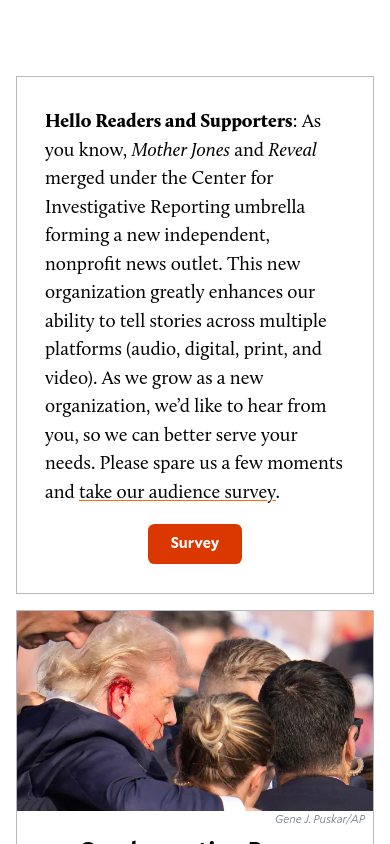 Hello Readers and Supporters: As
you know, Mother Jones and Reveal
merged under the Center for
Investigative Reporting umbrella
forming a new independent,
nonprofit news outlet. This new
organization greatly enhances our
ability to tell stories across multiple
platforms (audio, digital, print, and
video). As we grow as a new
organization, we’d like to hear from
you, so we can better serve your
needs. Please spare us a few moments
and take our audience survey.
Survey
Gene J. Puskar/AP